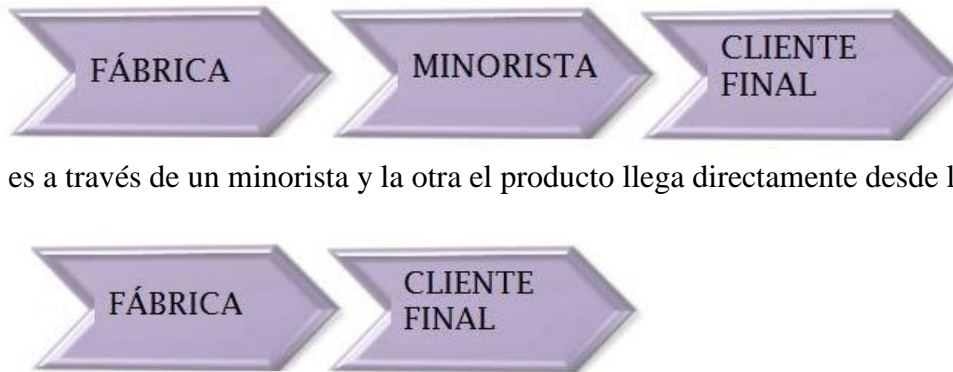 FÁBRICA
MINORISTA
CLIENTE
FINAL
es a través de un minorista y la otra el producto llega directamente desde l
FÁBRICA
CLIENTE
FINAL